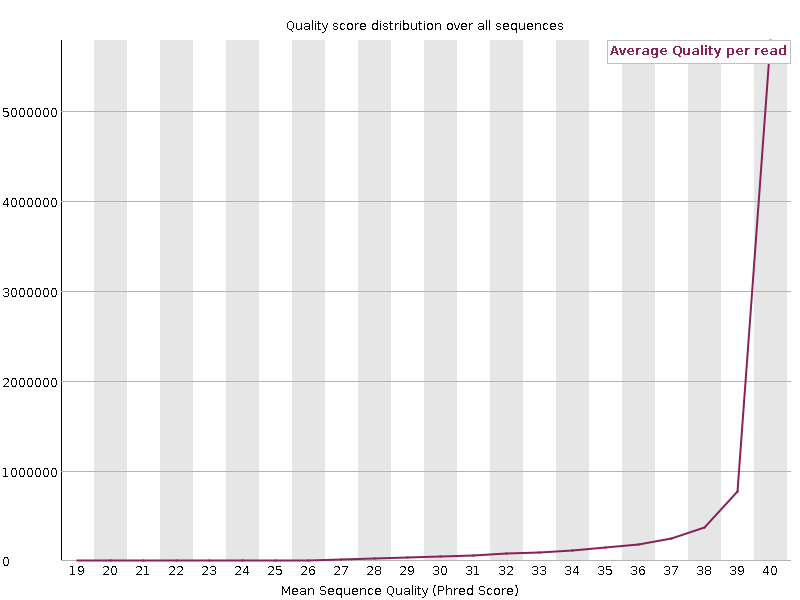 Quality score distribution over all sequences
Average Quality per read
5000000
4000000
3000000
2000000
1000000
0
19 20 21 22 23 24 25 26 27 28 29 30 31 32 33 34 35 36 37 38 39 40
Mean Sequence Quality (Phred Score)